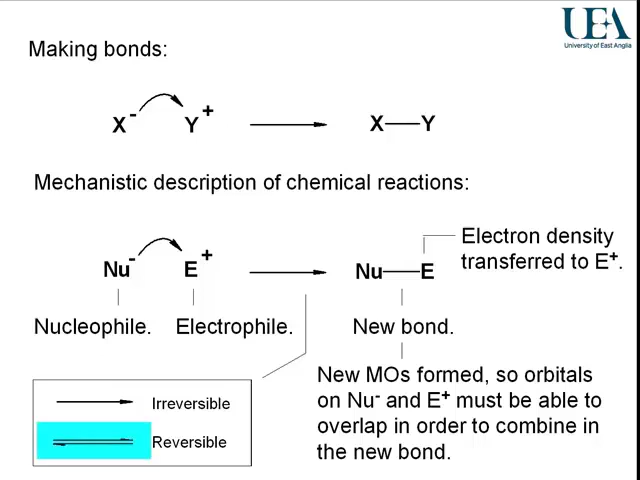 UEA
University of East Anglia
Making bonds:
X- Y+ X—Y
Mechanistic description of chemical reactions:
Nu- E+ Nu—E
Electron density
transferred to E+.
Nucleophile. Electrophile. New bond.
Irreversible
Reversible
New MOs formed, so orbitals
on Nu- and E+ must be able to
overlap in order to combine in
the new bond.